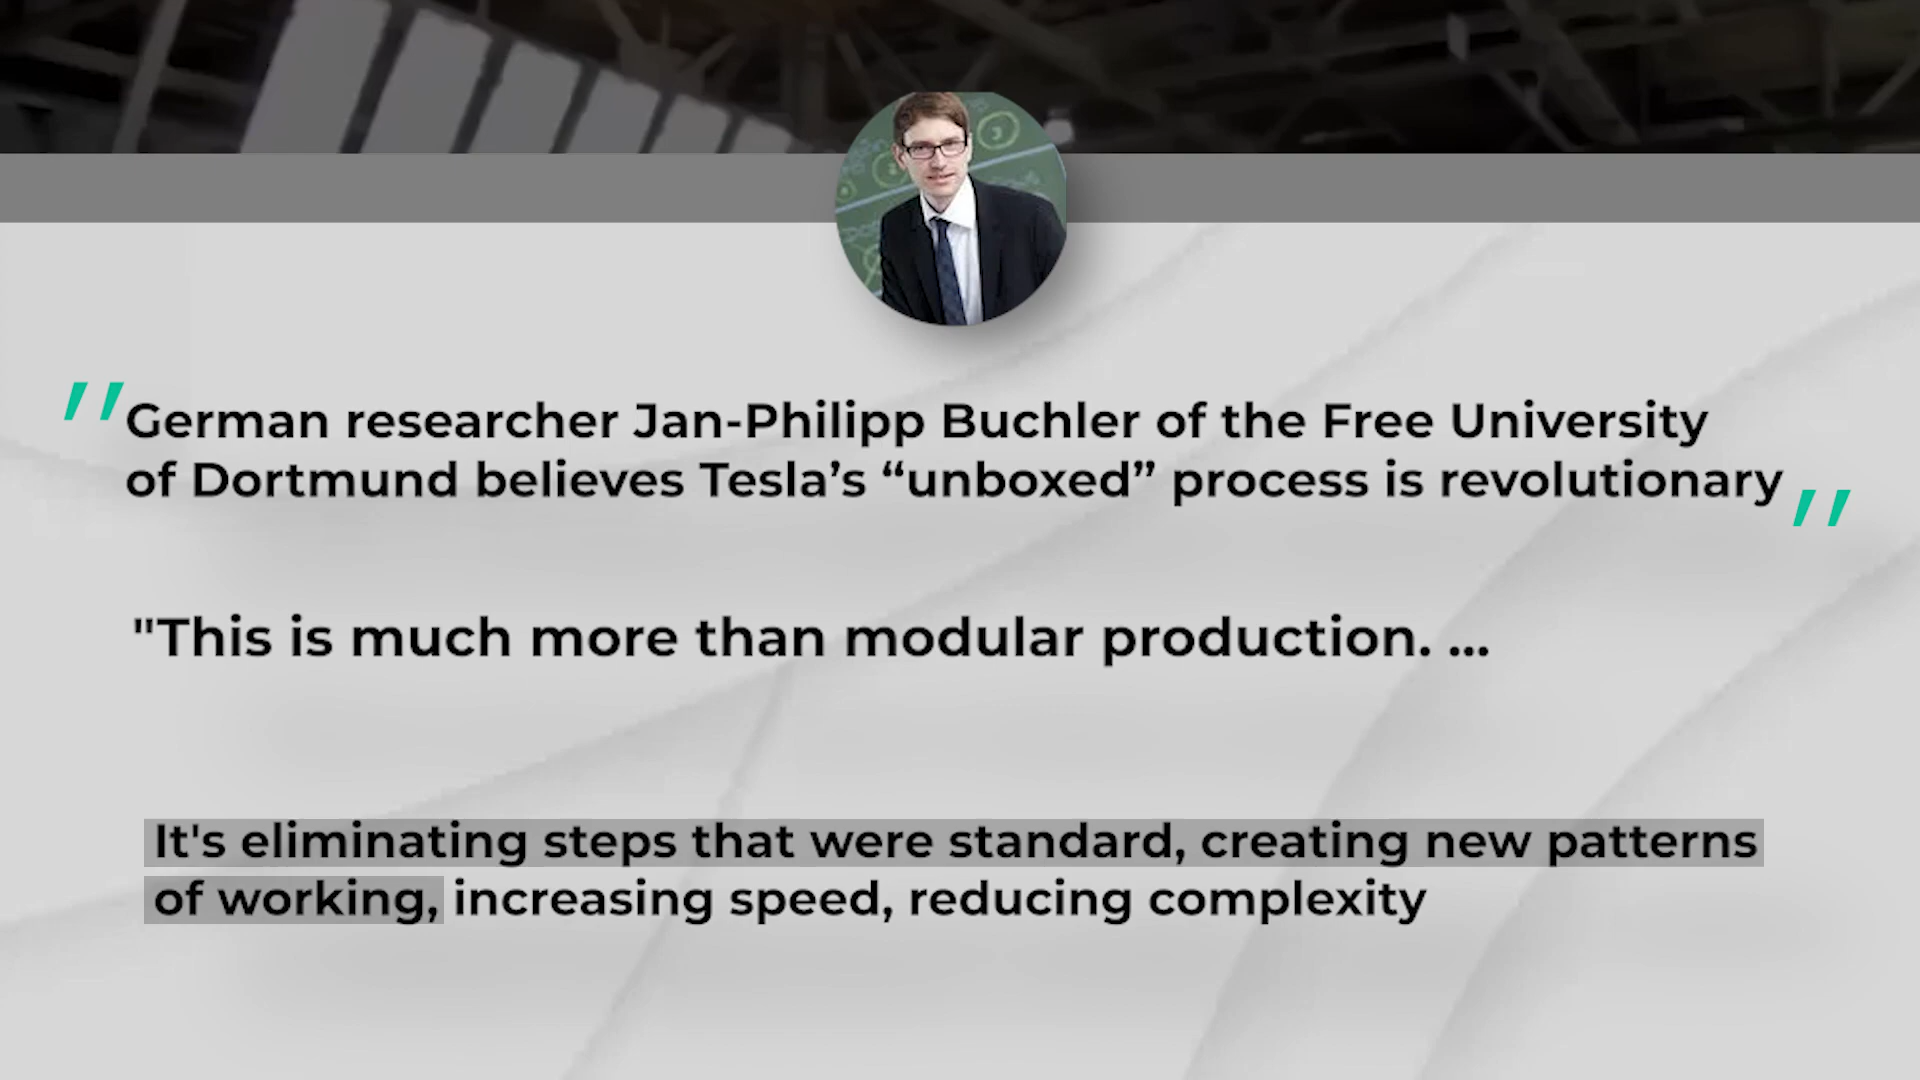 German researcher Jan-Philipp Buchler of the Free University
of Dortmund believes Tesla’s “unboxed” process is revolutionary
"This is much more than modular production. ...
It's eliminating steps that were standard, creating new patterns
of working, increasing speed, reducing complexity